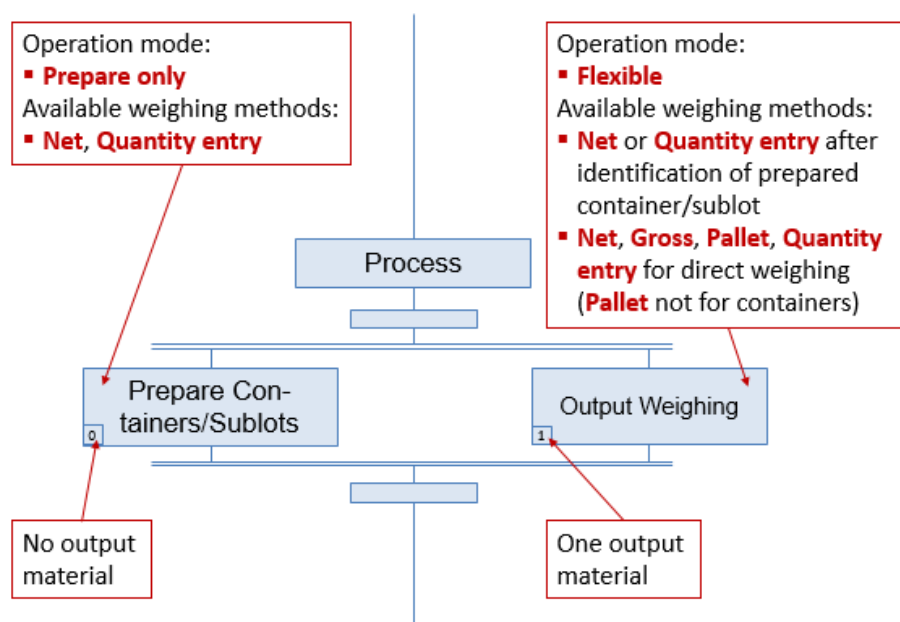 Operation mode:
▪ Prepare only
Available weighing methods:
▪ Net, Quantity entry
Operation mode:
▪ Flexible
Available weighing methods:
▪ Net or Quantity entry after
identification of prepared
container/sublot
▪ Net, Gross, Pallet, Quantity
entry for direct weighing
(Pallet not for containers)
Process
Prepare Con-
tainers/Sublots
0
Output Weighing
1
No output
material
One output
material